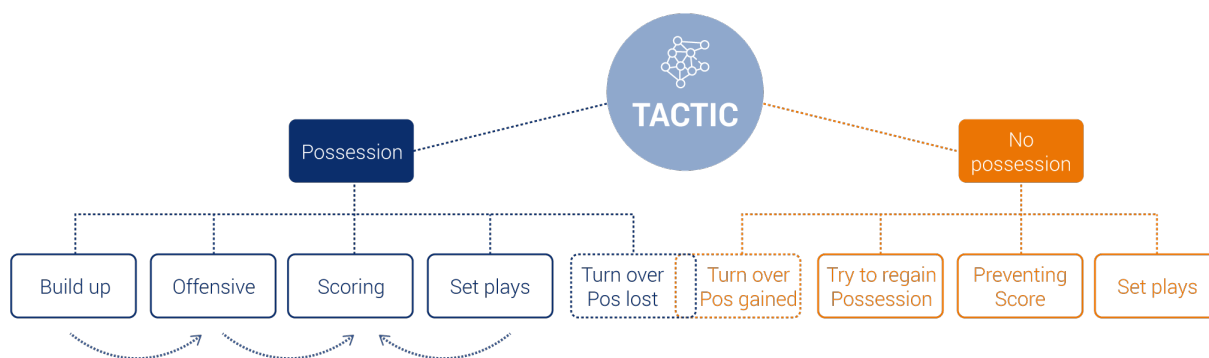 TACTIC
Possession
No
possession
Build up
Offensive
Scoring
Set plays
Turn over
Pos lost
Turn over
Pos gained
Try to regain
Possession
Preventing
Score
Set plays